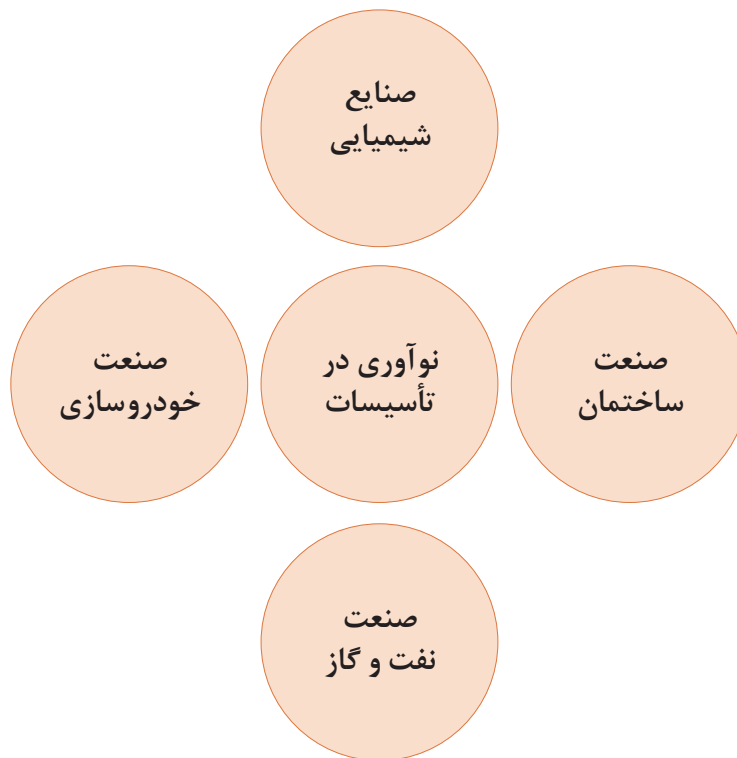 صنایع
شیمیایی
صنعت
ساختمان
نوآوری در
تأسیسات
صنعت
خودروسازی
صنعت
نفت و گاز